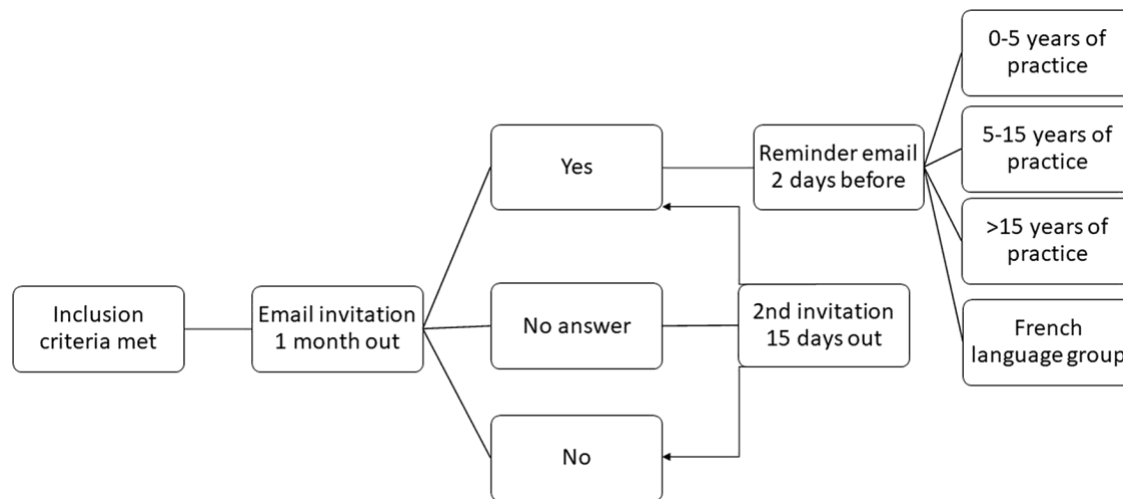 Inclusion
criteria met
Email invitation
1 month out
Yes
No answer
No
Reminder email
2 days before
2nd invitation
15 days out
0-5 years of
practice
5-15 years of
practice
>15 years of
practice
French
language group